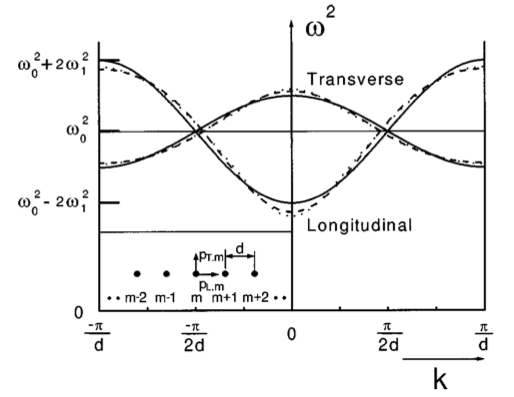 ω²
ω₀²+2ω₁²
Transverse
ω₀²
ω₀²−2ω₁²
Longitudinal
p_T,m
d
p_L,m
•• m-2 m-1 m m+1 m+2 ••
0
-π/d -π/2d 0 π/2d π/d
k